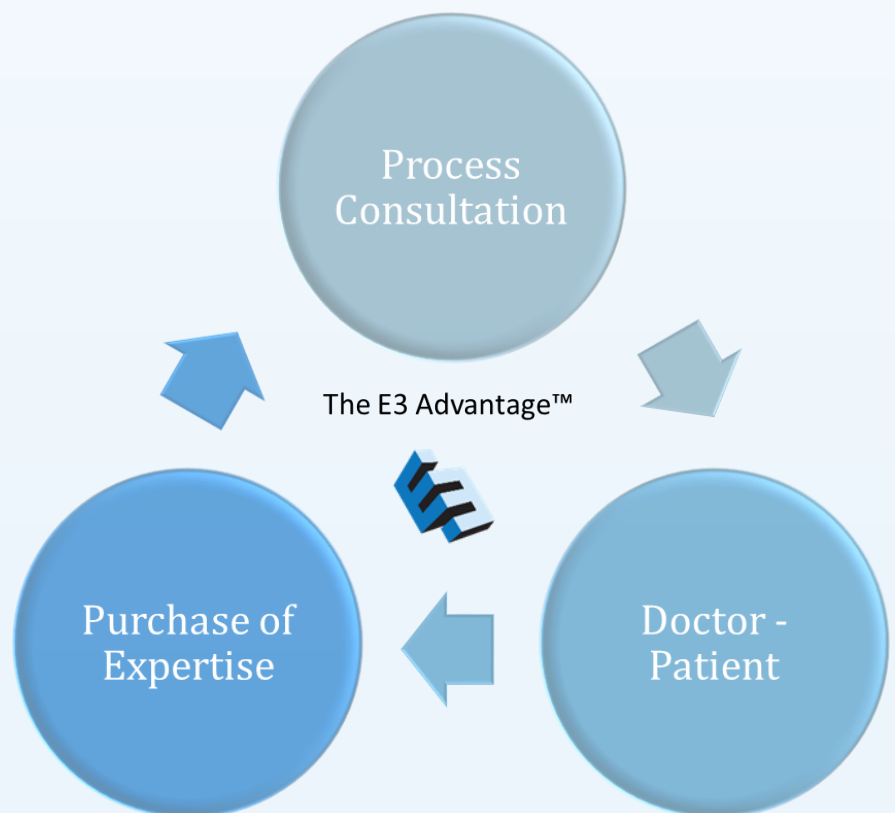 Process
Consultation
The E3 Advantage™
Purchase of
Expertise
Doctor -
Patient